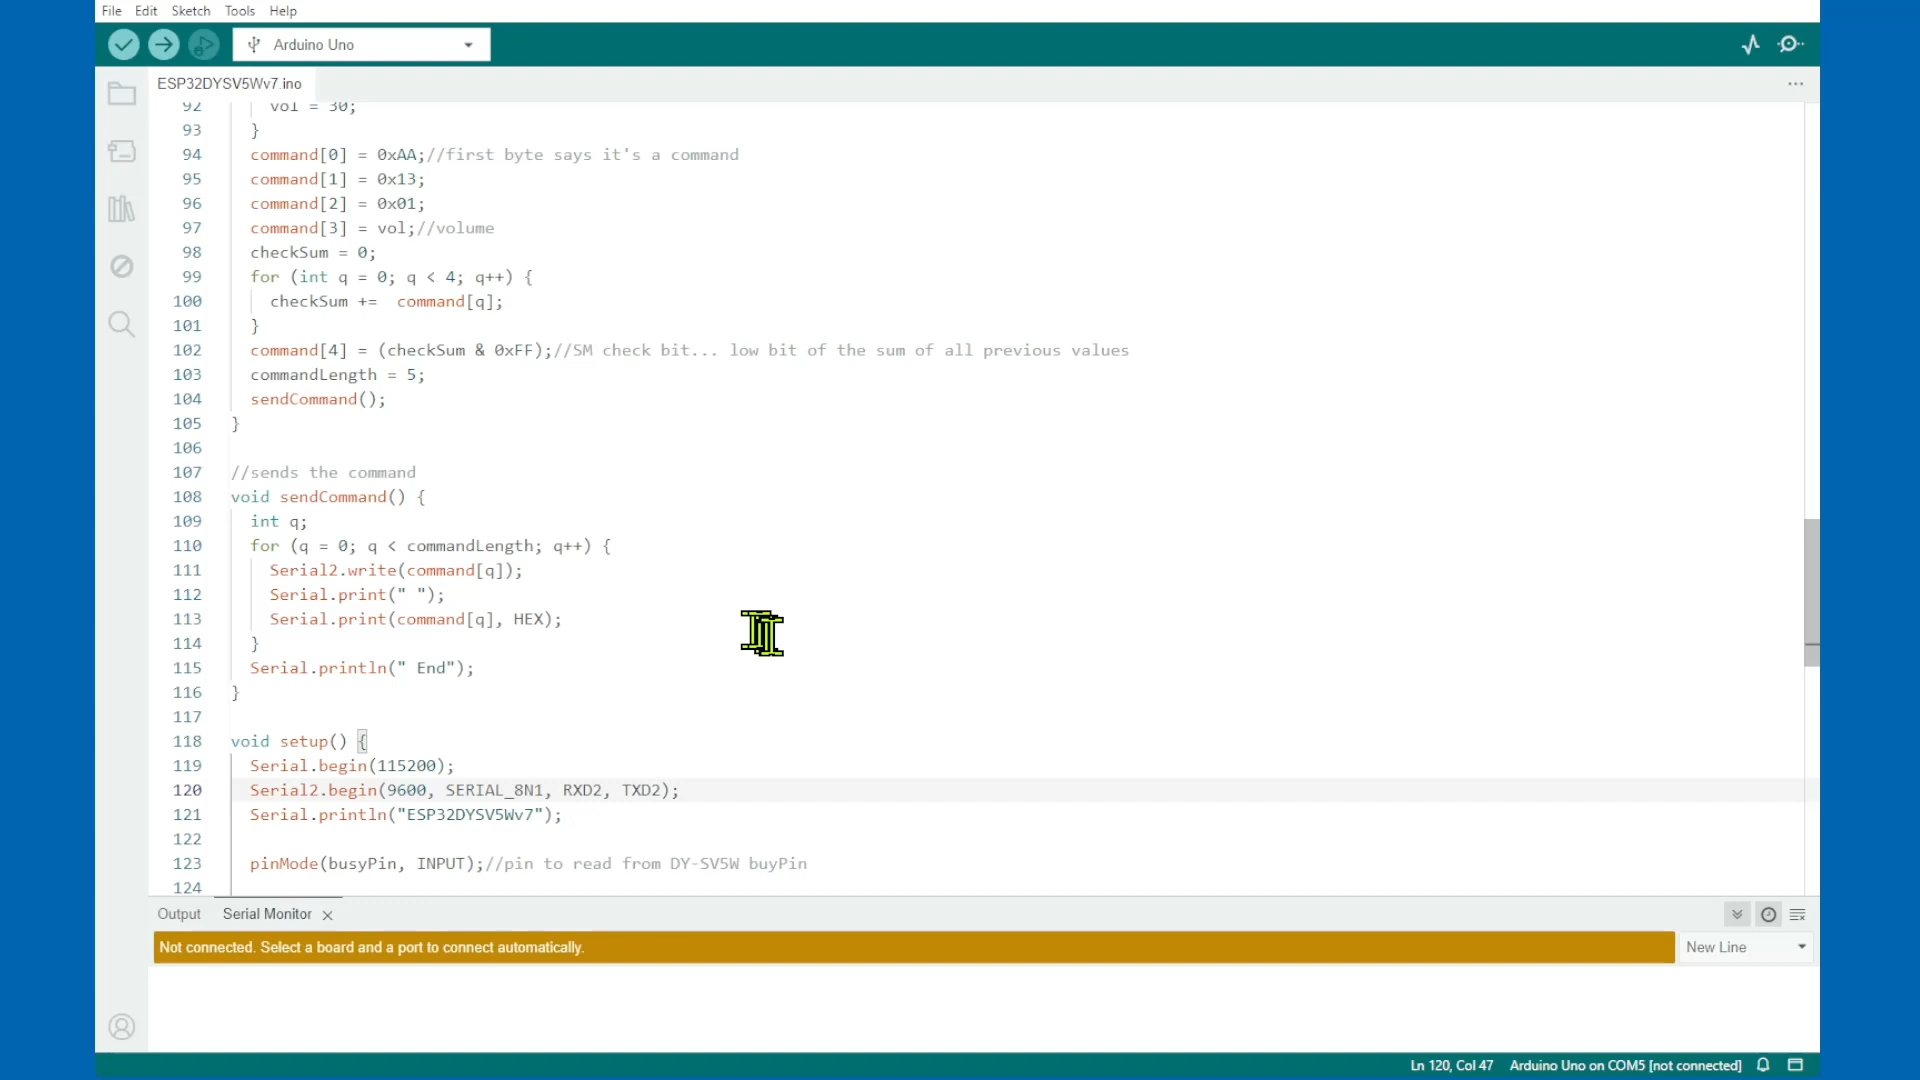 File Edit Sketch Tools Help
Arduino Uno
ESP32DYSV5Wv7.ino
92 vol = 30;
93 }
94 command[0] = 0xAA;//first byte says it's a command
95 command[1] = 0x13;
96 command[2] = 0x01;
97 command[3] = vol;//volume
98 checkSum = 0;
99 for (int q = 0; q < 4; q++) {
100 checkSum +=  command[q];
101 }
102 command[4] = (checkSum & 0xFF);//SM check bit... low bit of the sum of all previous values
103 commandLength = 5;
104 sendCommand();
105 }
106
107 //sends the command
108 void sendCommand() {
109 int q;
110 for (q = 0; q < commandLength; q++) {
111 Serial2.write(command[q]);
112 Serial.print(" ");
113 Serial.print(command[q], HEX);
114 }
115 Serial.println(" End");
116 }
117
118 void setup() {
119 Serial.begin(115200);
120 Serial2.begin(9600, SERIAL_8N1, RXD2, TXD2);
121 Serial.println("ESP32DYSV5Wv7");
122
123 pinMode(busyPin, INPUT);//pin to read from DY-SV5W buyPin
124
Output Serial Monitor
Not connected. Select a board and a port to connect automatically. New Line
Ln 120, Col 47 Arduino Uno on COM5 [not connected]